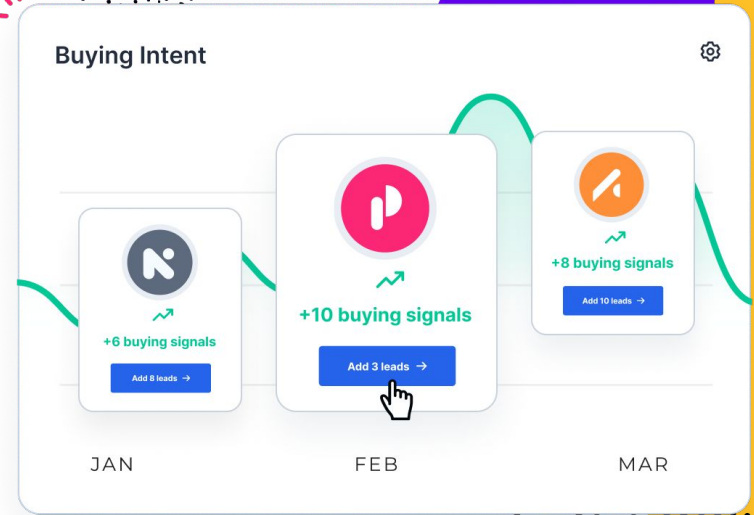 Buying Intent
+6 buying signals
Add 8 leads →
+10 buying signals
Add 3 leads →
+8 buying signals
Add 10 leads →
JAN
FEB
MAR